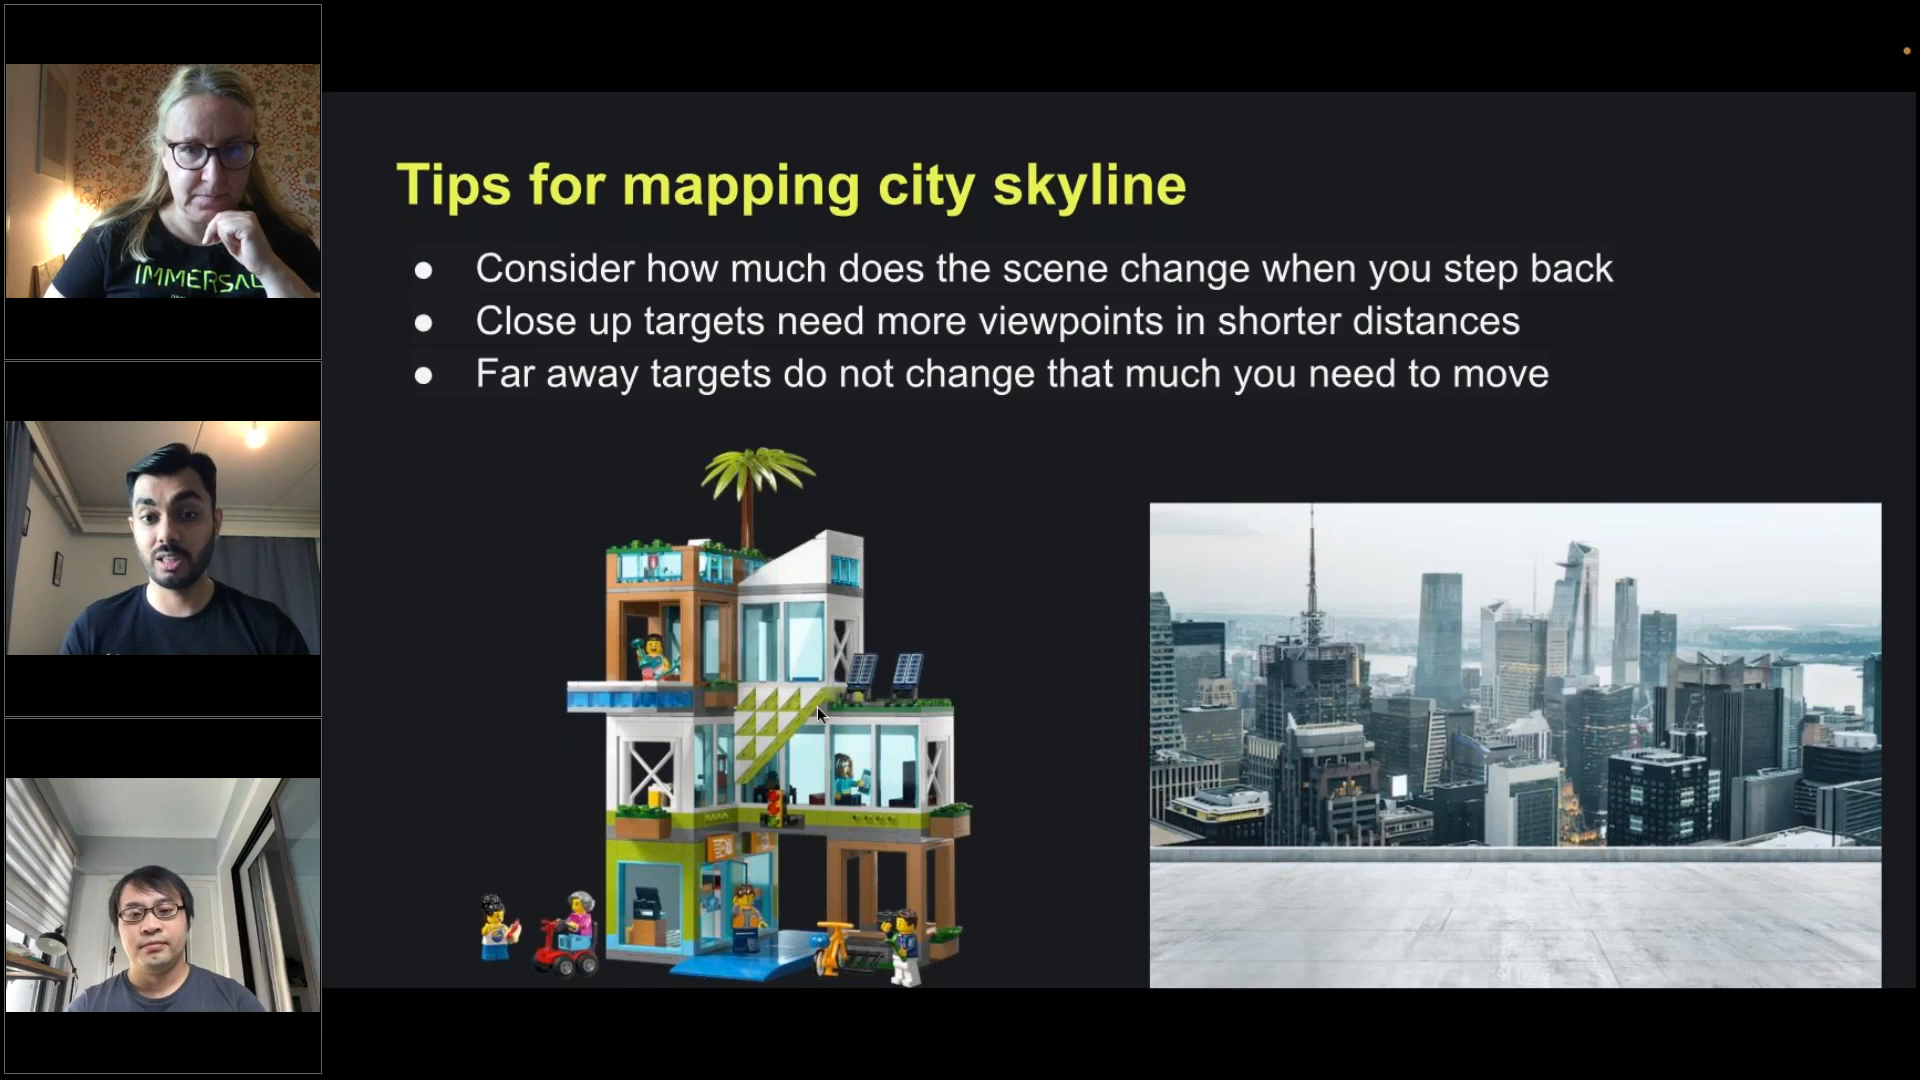 Tips for mapping city skyline
● Consider how much does the scene change when you step back
● Close up targets need more viewpoints in shorter distances
● Far away targets do not change that much you need to move
IMMERSAL